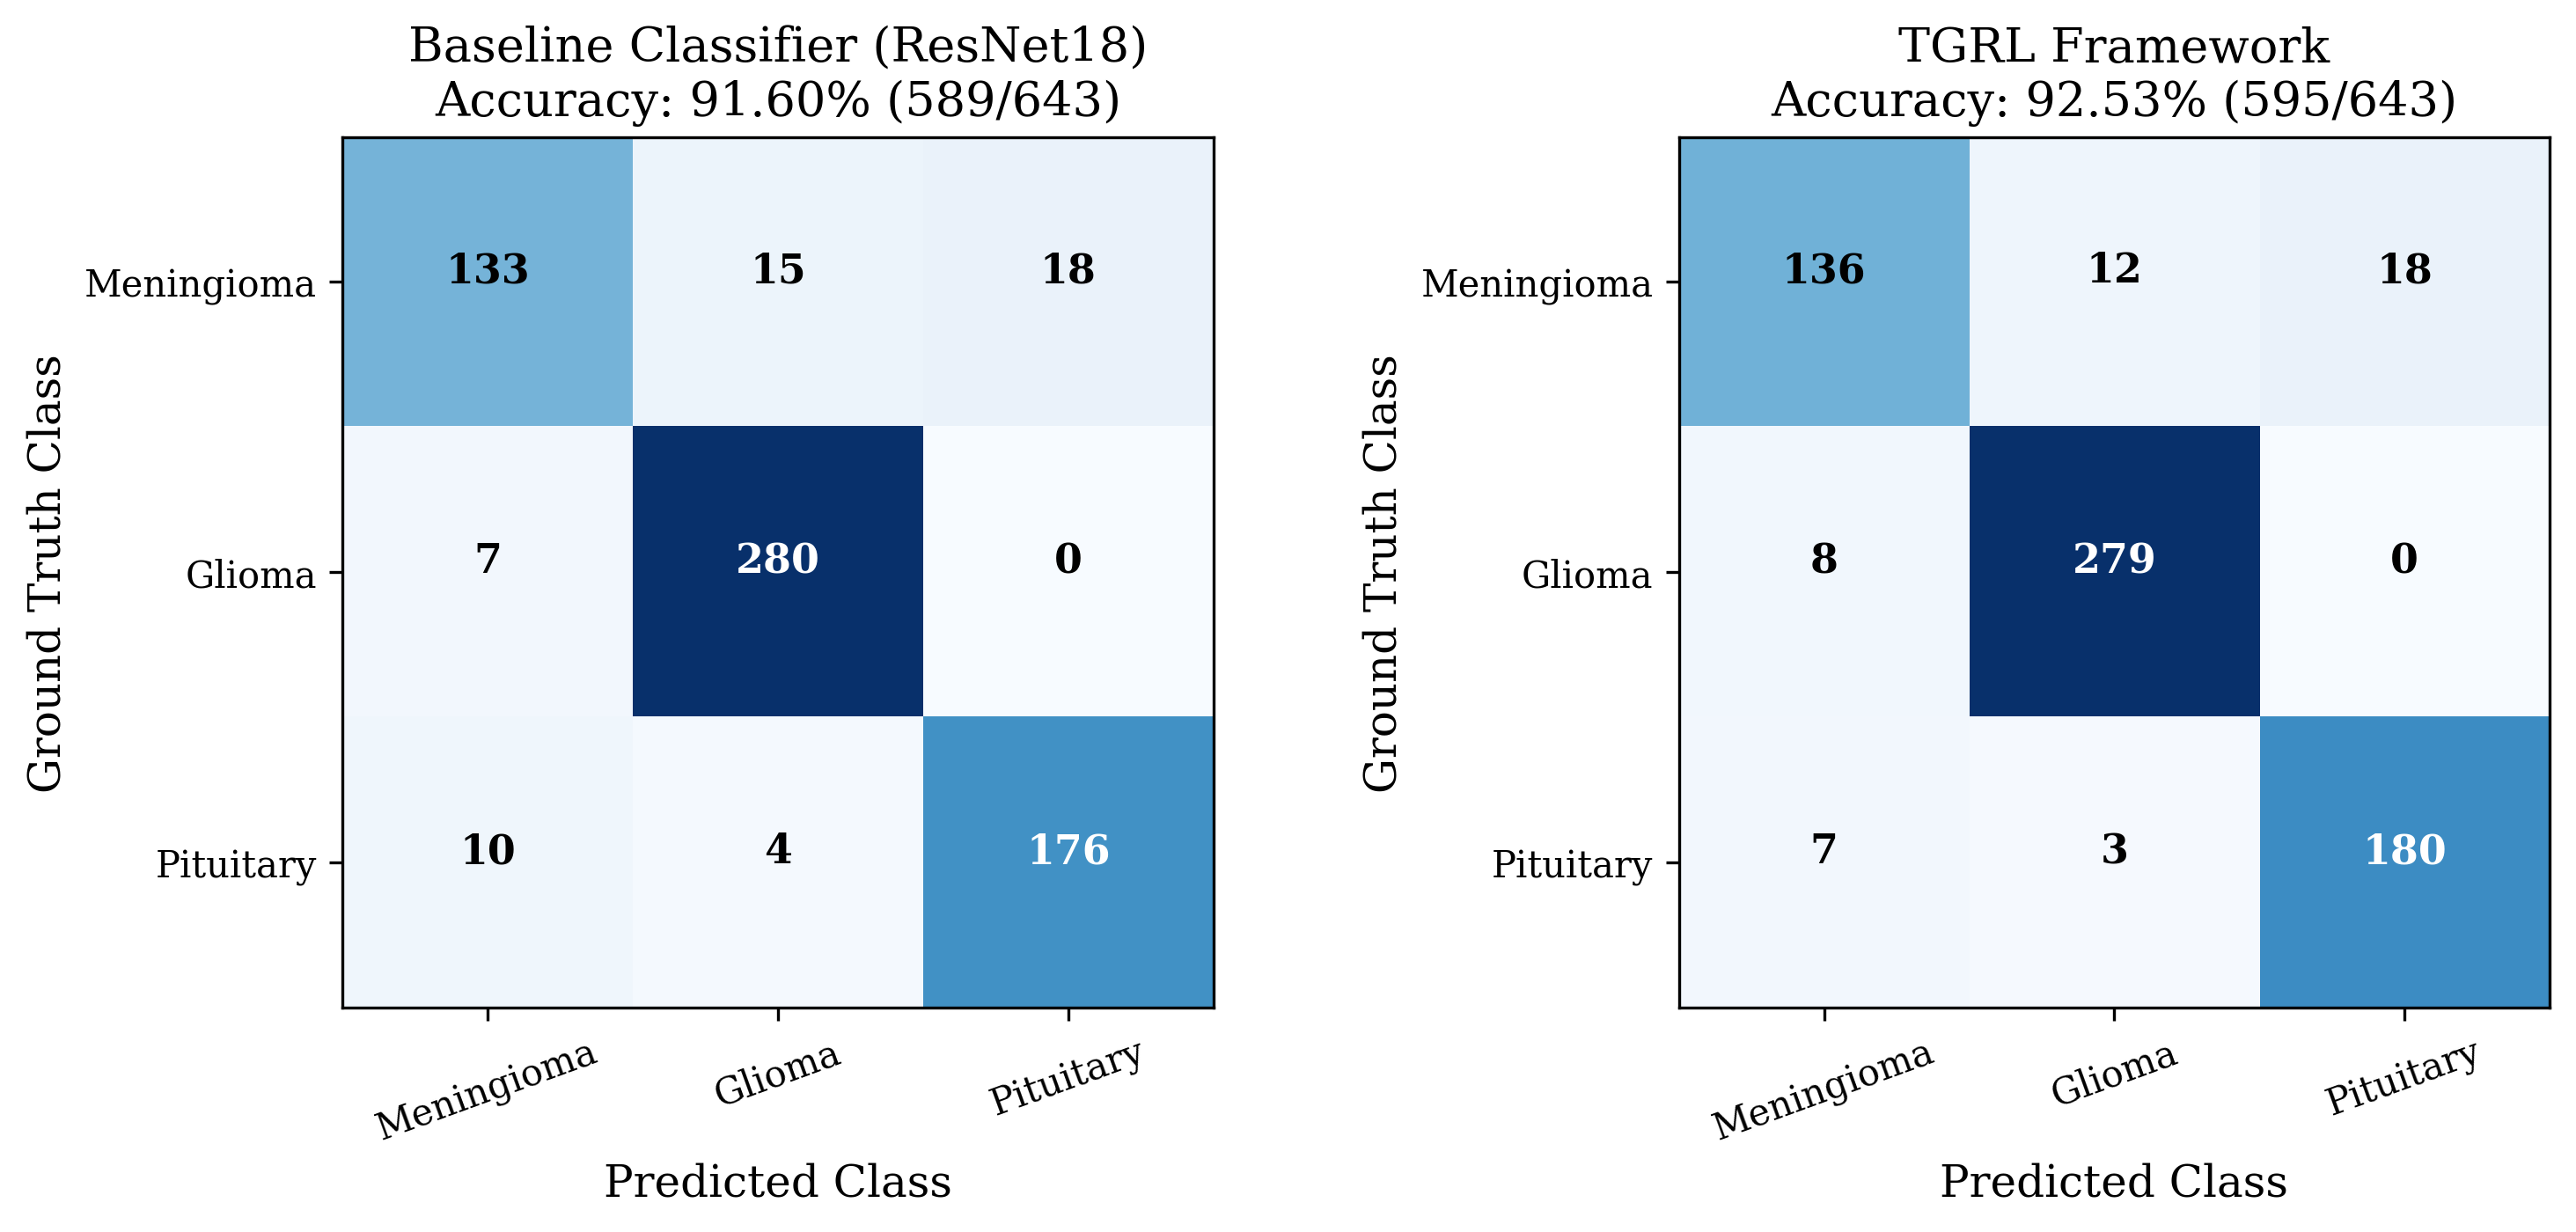 Baseline Classifier (ResNet18)
Accuracy: 91.60% (589/643)
Ground Truth Class
Meningioma
133 15 18
Glioma
7 280 0
Pituitary
10 4 176
Meningioma Glioma Pituitary
Predicted Class
TGRL Framework
Accuracy: 92.53% (595/643)
Ground Truth Class
Meningioma
136 12 18
Glioma
8 279 0
Pituitary
7 3 180
Meningioma Glioma Pituitary
Predicted Class